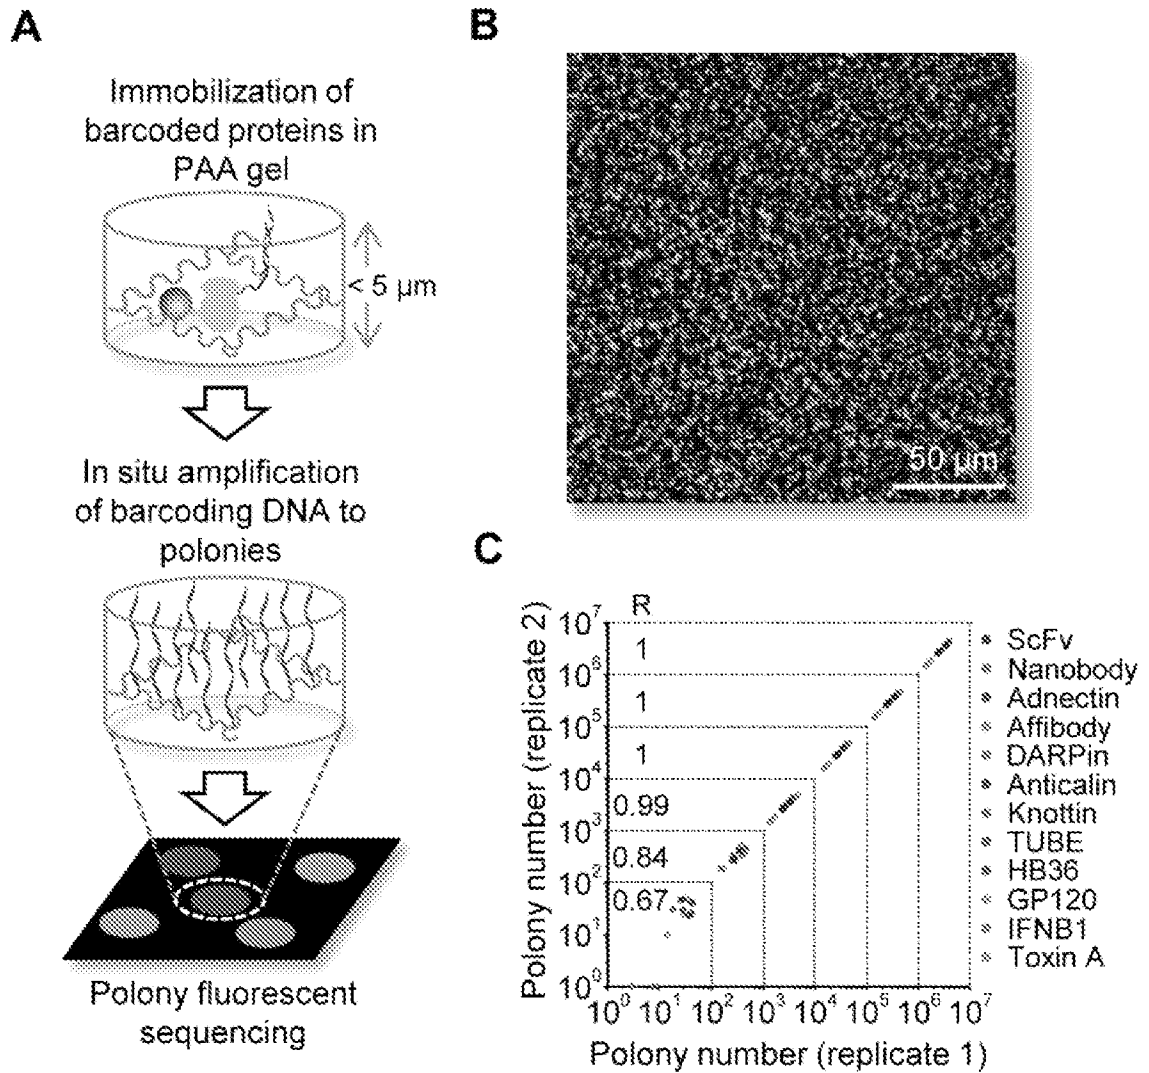 A
Immobilization of
barcoded proteins in
PAA gel
< 5 μm
In situ amplification
of barcoding DNA to
polonies
Polony fluorescent
sequencing
B
50 μm
C
Polony number (replicate 2)
10⁷
10⁶
10⁵
10⁴
10³
10²
10¹
10⁰
R
1
1
1
0.99
0.84
0.67
10⁰ 10¹ 10² 10³ 10⁴ 10⁵ 10⁶ 10⁷
Polony number (replicate 1)
ScFv
Nanobody
Adnectin
Affibody
DARPin
Anticalin
Knottin
TUBE
HB36
GP120
IFNB1
Toxin A